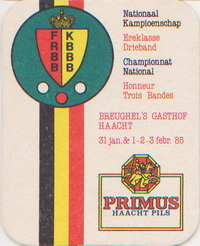 FRBB
KBBB
Nationaal
Kampioenschap
Ereklasse
Drieband
Championnat
National
Honneur
Trois Bandes
BREUGHEL'S GASTHOF
HAACHT
31 jan. & 1-2-3 febr. '85
PRIMUS
HAACHT PILS